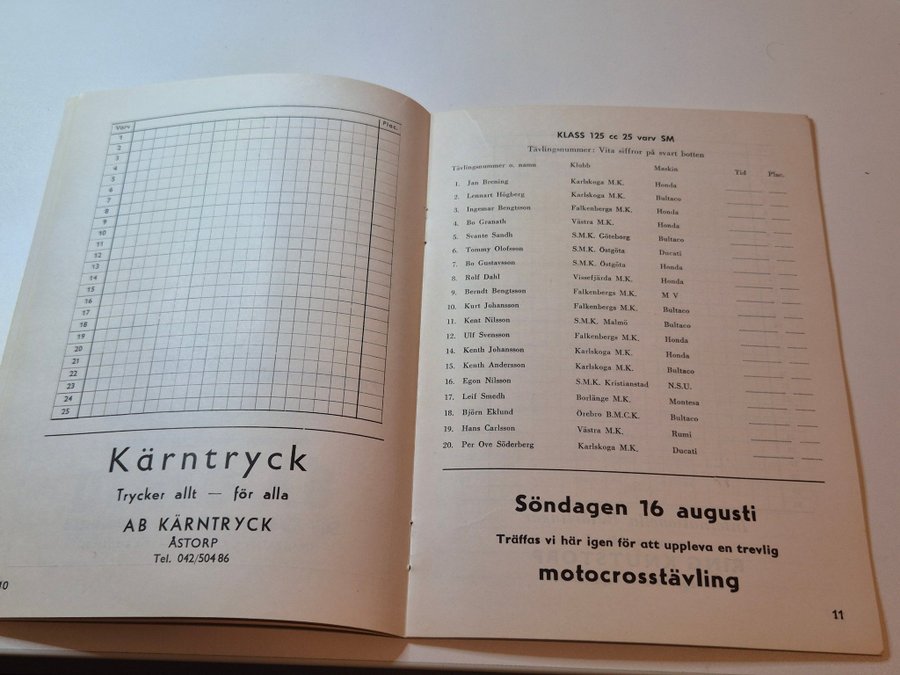 Varv Plac.
1
2
3
4
5
6
7
8
9
10
11
12
13
14
15
16
17
18
19
20
21
22
23
24
25
Kärntryck
Trycker allt — för alla
AB KÄRNTRYCK
ÅSTORP
Tel. 042/504 86
10
KLASS 125 cc 25 varv SM
Tävlingsnummer: Vita siffror på svart botten
Tävlingsnummer o. namn Klubb Maskin Tid Plac.
1. Jan Brening Karlskoga M.K. Honda
2. Lennart Högberg Karlskoga M.K. Bultaco
3. Ingemar Bengtsson Falkenbergs M.K. Honda
4. Bo Granath Västra M.K. Honda
5. Svante Sandh S.M.K. Göteborg Bultaco
6. Tommy Olofsson S.M.K. Östgöta Ducati
7. Bo Gustavsson S.M.K. Östgöta Honda
8. Rolf Dahl Vissefjärda M.K. Honda
9. Berndt Bengtsson Falkenbergs M.K. M V
10. Kurt Johansson Falkenbergs M.K. Bultaco
11. Kent Nilsson S.M.K. Malmö Bultaco
12. Ulf Svensson Falkenbergs M.K. Honda
14. Kenth Johansson Karlskoga M.K. Honda
15. Kenth Andersson Karlskoga M.K. Bultaco
16. Egon Nilsson S.M.K. Kristianstad N.S.U.
17. Leif Smedh Borlänge M.K. Montesa
18. Björn Eklund Örebro B.M.C.K. Bultaco
19. Hans Carlsson Västra M.K. Rumi
20. Per Ove Söderberg Karlskoga M.K. Ducati
Söndagen 16 augusti
Träffas vi här igen för att uppleva en trevlig
motocrosstävling
11